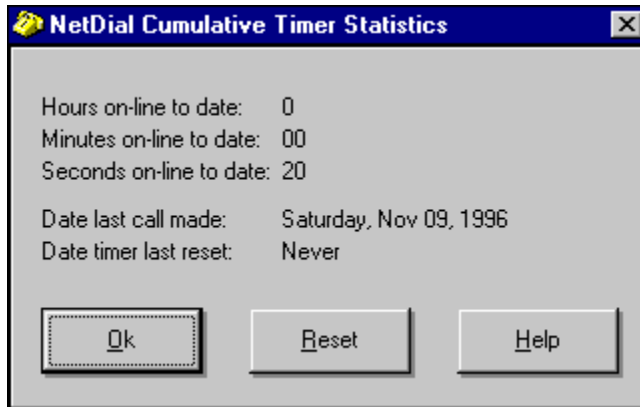 NetDial Cumulative Timer Statistics
Hours on-line to date: 0
Minutes on-line to date: 00
Seconds on-line to date: 20
Date last call made: Saturday, Nov 09, 1996
Date timer last reset: Never
Ok Reset Help